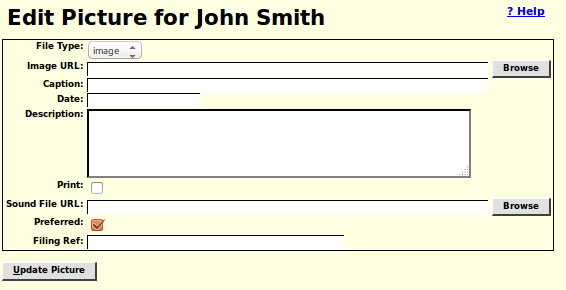 Edit Picture for John Smith
? Help
File Type: image
Image URL: Browse
Caption:
Date:
Description:
Print:
Sound File URL: Browse
Preferred:
Filing Ref:
Update Picture